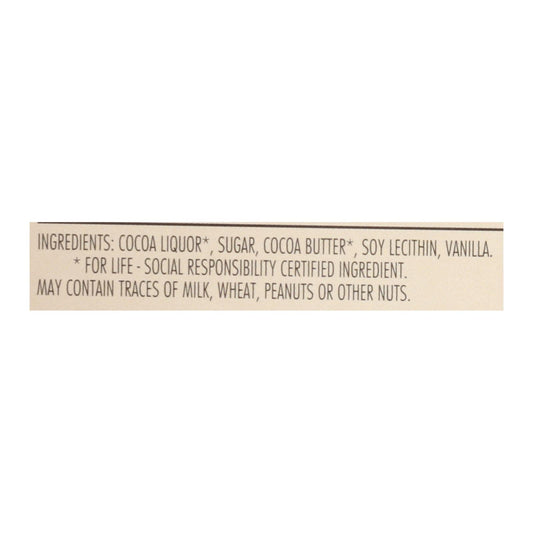 INGREDIENTS: COCOA LIQUOR*, SUGAR, COCOA BUTTER*, SOY LECITHIN, VANILLA.
* FOR LIFE - SOCIAL RESPONSIBILITY CERTIFIED INGREDIENT.
MAY CONTAIN TRACES OF MILK, WHEAT, PEANUTS OR OTHER NUTS.